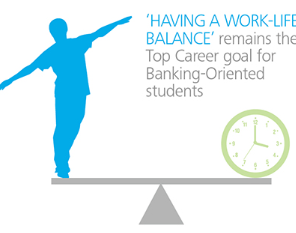 'HAVING A WORK-LIFE
BALANCE' remains the
Top Career goal for
Banking-Oriented
students